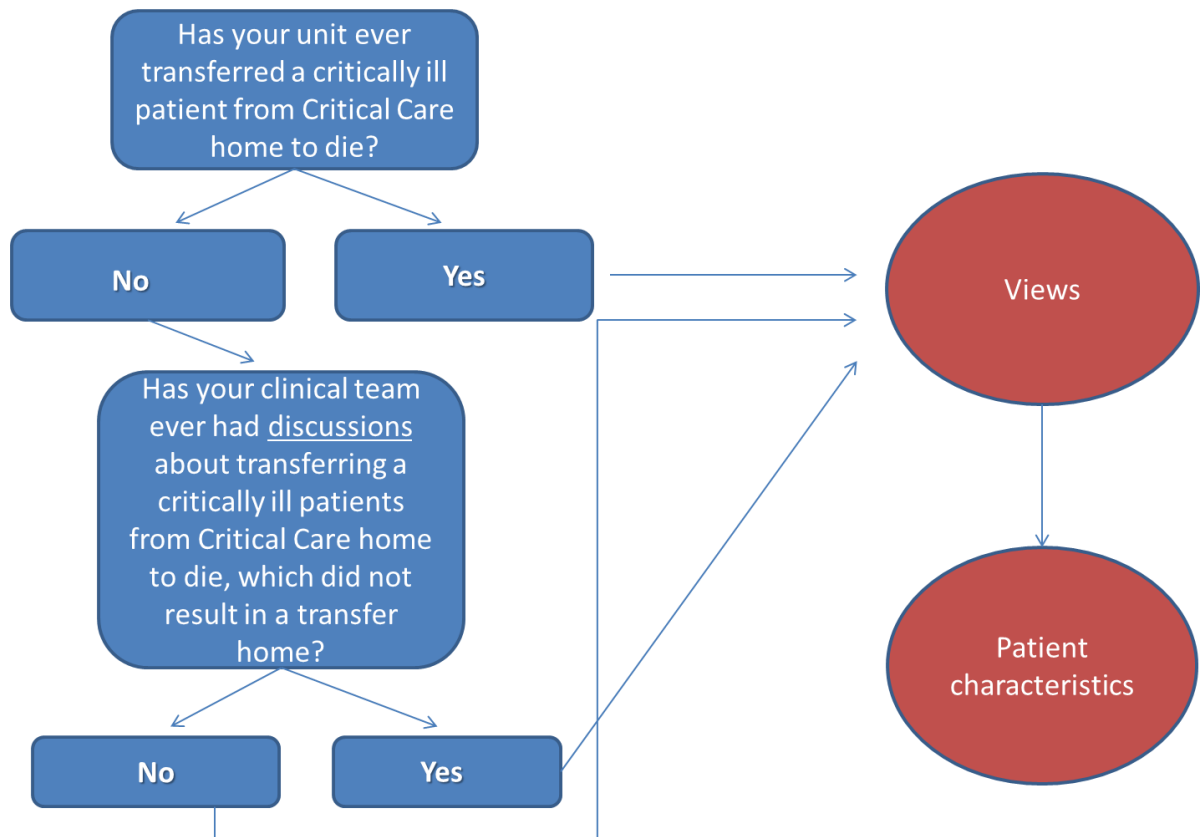 Has your unit ever
transferred a critically ill
patient from Critical Care
home to die?
No
Yes
Views
Has your clinical team
ever had discussions
about transferring a
critically ill patients
from Critical Care home
to die, which did not
result in a transfer
home?
Patient
characteristics
No
Yes